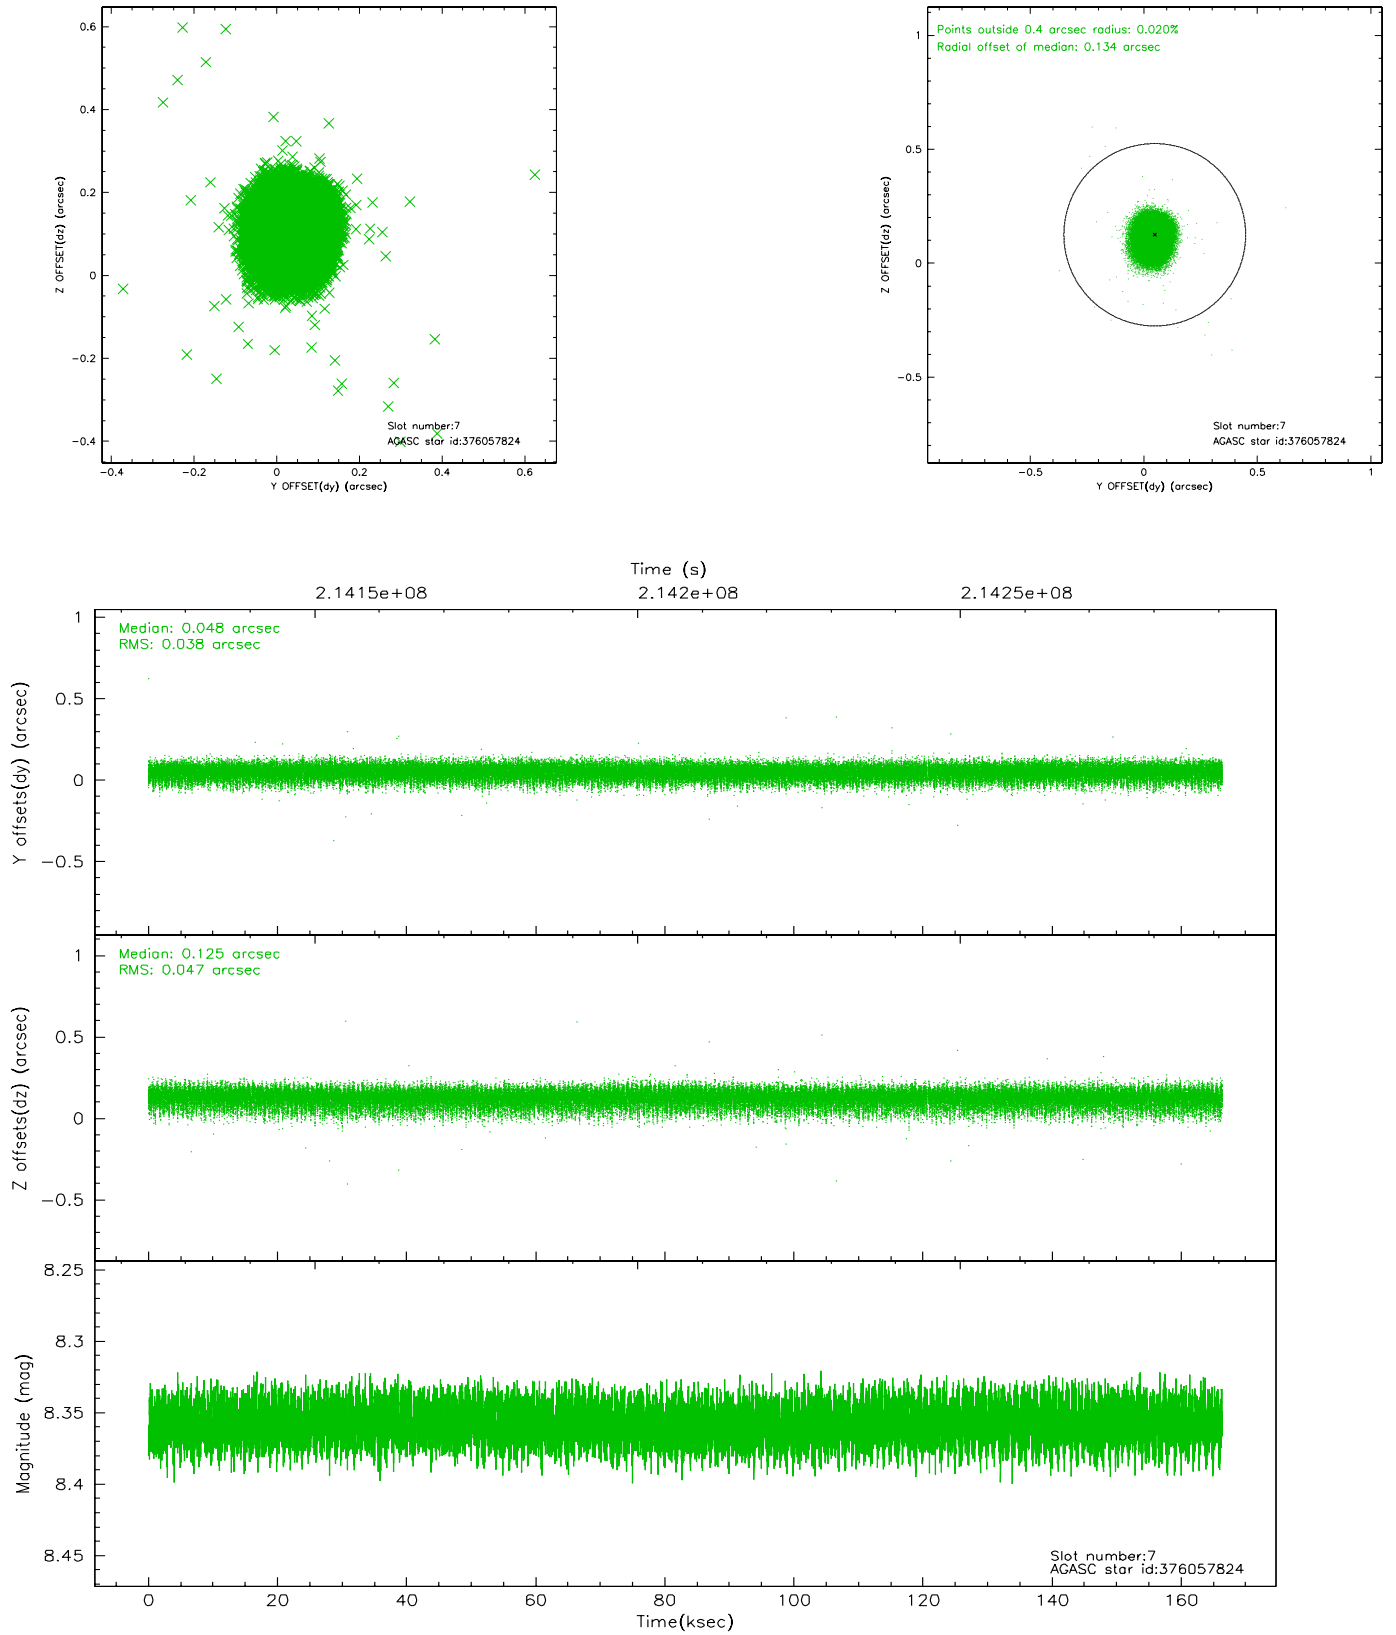 0.6
0.4
0.2
0
−0.2
−0.4
Z OFFSET(dz) (arcsec)
−0.4 −0.2 0 0.2 0.4 0.6
Y OFFSET(dy) (arcsec)
Slot number:7
AGASC star id:376057824
Points outside 0.4 arcsec radius: 0.020%
Radial offset of median: 0.134 arcsec
1
0.5
0
−0.5
Z OFFSET(dz) (arcsec)
−0.5 0 0.5 1
Y OFFSET(dy) (arcsec)
Slot number:7
AGASC star id:376057824
Time (s)
2.1415e+08 2.142e+08 2.1425e+08
Median: 0.048 arcsec
RMS: 0.038 arcsec
1
0.5
0
−0.5
Y offsets(dy) (arcsec)
Median: 0.125 arcsec
RMS: 0.047 arcsec
1
0.5
0
−0.5
Z offsets(dz) (arcsec)
8.25
8.3
8.35
8.4
8.45
Magnitude (mag)
Slot number:7
AGASC star id:376057824
0 20 40 60 80 100 120 140 160
Time(ksec)